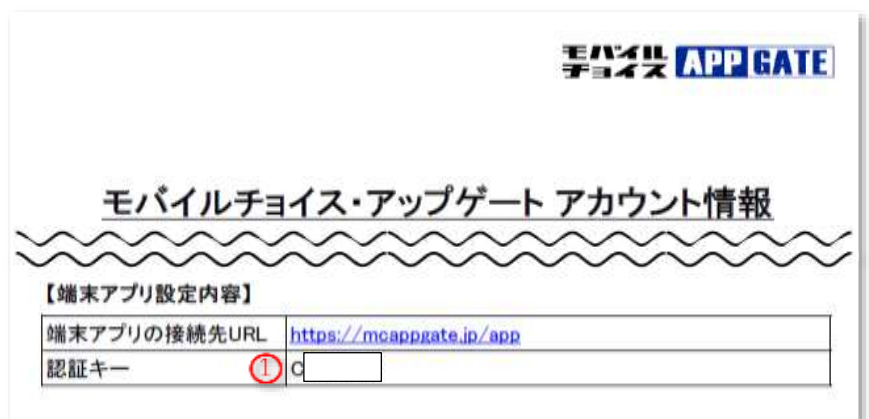 モバイル
チョイス APP GATE
モバイルチョイス・アップゲート アカウント情報
【端末アプリ設定内容】
端末アプリの接続先URL https://mcappgate.jp/app
認証キー ① C